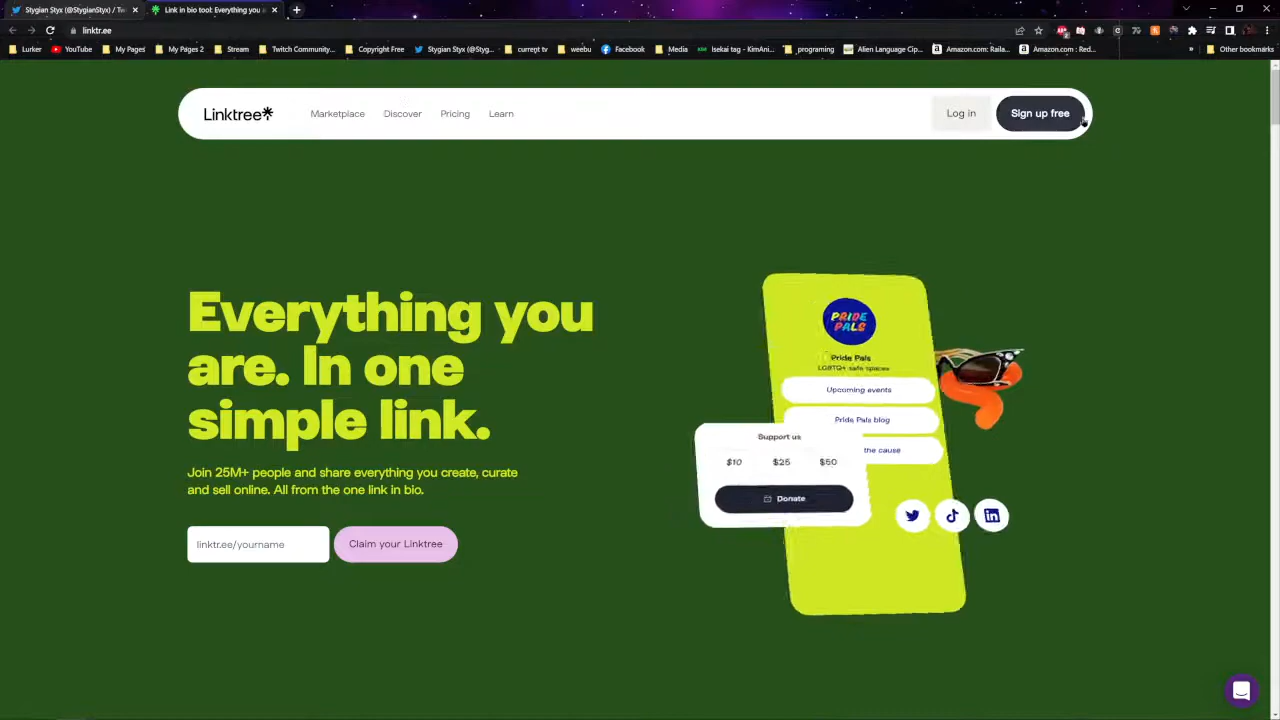 Stygian Styx (@StygianStyx) / Tw
Link in bio tool: Everything you a
linktr.ee
Lurker
YouTube
My Pages
My Pages 2
Stream
Twitch Community...
Copyright Free
Stygian Styx (@Styg...
curret tv
weebu
Facebook
Media
Isekai tag - KimAni...
_programing
Alien Language Cip...
Amazon.com: Raila...
Amazon.com : Red...
»
Other bookmarks
Linktree*
Marketplace
Discover
Pricing
Learn
Log in
Sign up free
Everything you
are. In one
simple link.
Join 25M+ people and share everything you create, curate
and sell online. All from the one link in bio.
linktr.ee/yourname
Claim your Linktree
PRIDE
PALS
Pride Pals
LGBTQ+ safe spaces
Upcoming events
Pride Pals blog
the cause
Support us
$10
$25
$50
Donate